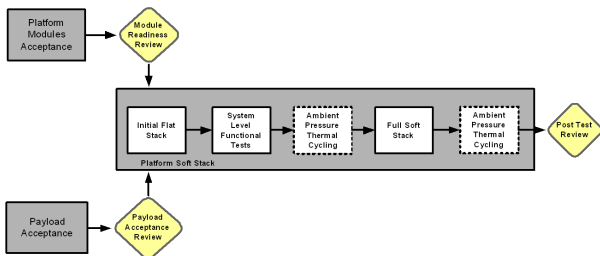 Platform
Modules
Acceptance
Module
Readiness
Review
Initial Flat
Stack
System
Level
Functional
Tests
Ambient
Pressure
Thermal
Cycling
Full Soft
Stack
Ambient
Pressure
Thermal
Cycling
Post Test
Review
Platform Soft Stack
Payload
Acceptance
Payload
Acceptance
Review